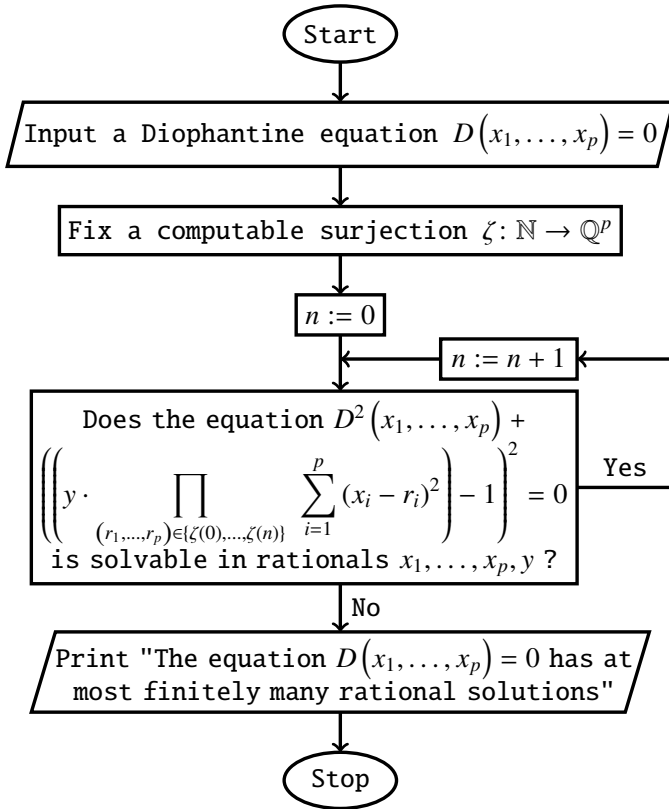 Start
Input a Diophantine equation D(x₁, …, xₚ) = 0
Fix a computable surjection ζ: ℕ → ℚᵖ
n := 0
n := n + 1
Does the equation D²(x₁, …, xₚ) +
((y · ∏_{(r₁,…,rₚ)∈{ζ(0),…,ζ(n)}} ∑_{i=1}^{p} (xᵢ − rᵢ)²) − 1)² = 0
is solvable in rationals x₁, …, xₚ, y ?
Yes
No
Print "The equation D(x₁, …, xₚ) = 0 has at
most finitely many rational solutions"
Stop